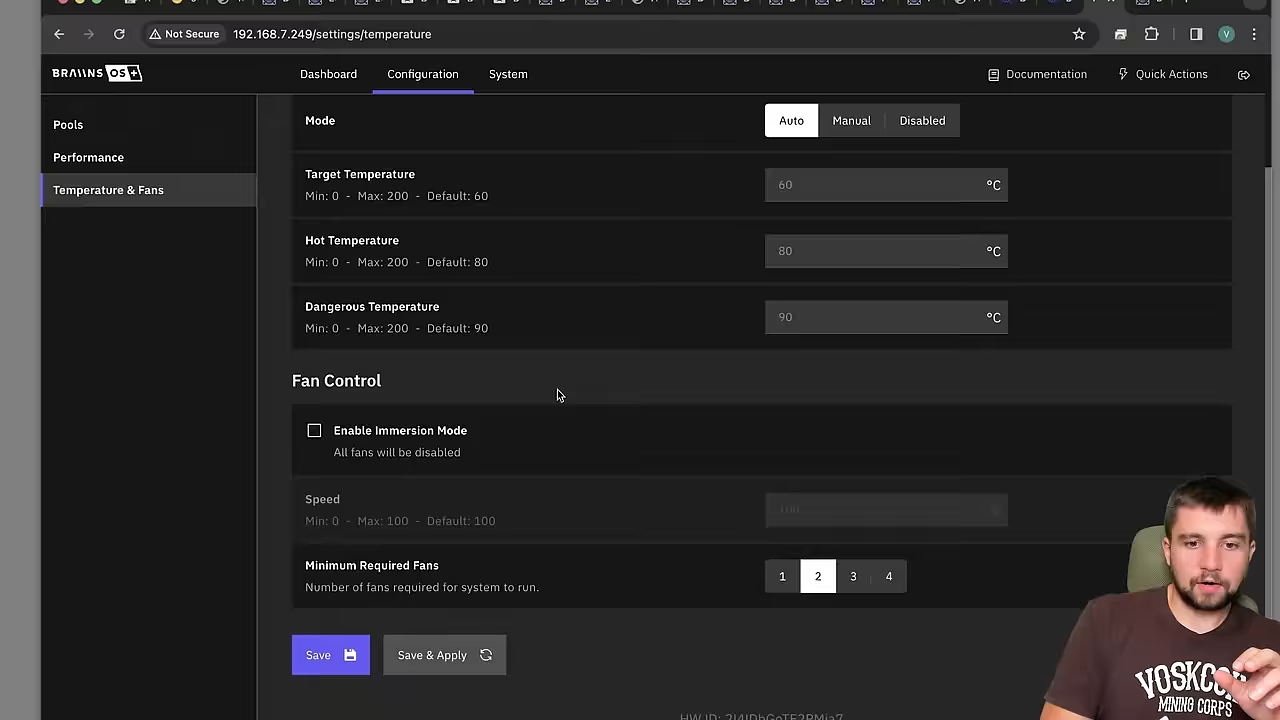 Not Secure 192.168.7.249/settings/temperature V
BRAIINS OS+ Dashboard Configuration System Documentation Quick Actions
Pools
Performance
Temperature & Fans
Mode Auto Manual Disabled
Target Temperature
Min: 0 - Max: 200 - Default: 60
60 °C
Hot Temperature
Min: 0 - Max: 200 - Default: 80
80 °C
Dangerous Temperature
Min: 0 - Max: 200 - Default: 90
90 °C
Fan Control
Enable Immersion Mode
All fans will be disabled
Speed
Min: 0 - Max: 100 - Default: 100
100
Minimum Required Fans
Number of fans required for system to run.
1 2 3 4
Save Save & Apply
HW ID:
VOSKCOI
MINING CORPS